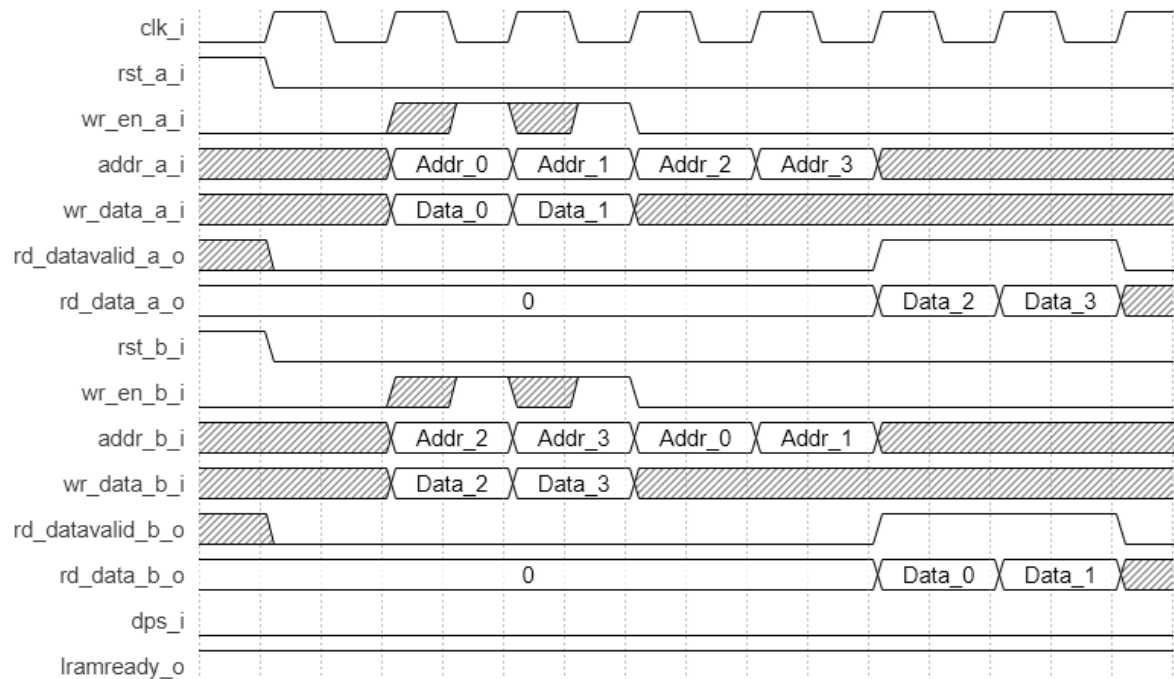 clk_i
rst_a_i
wr_en_a_i
addr_a_i Addr_0 Addr_1 Addr_2 Addr_3
wr_data_a_i Data_0 Data_1
rd_datavalid_a_o
rd_data_a_o 0 Data_2 Data_3
rst_b_i
wr_en_b_i
addr_b_i Addr_2 Addr_3 Addr_0 Addr_1
wr_data_b_i Data_2 Data_3
rd_datavalid_b_o
rd_data_b_o 0 Data_0 Data_1
dps_i
lramready_o